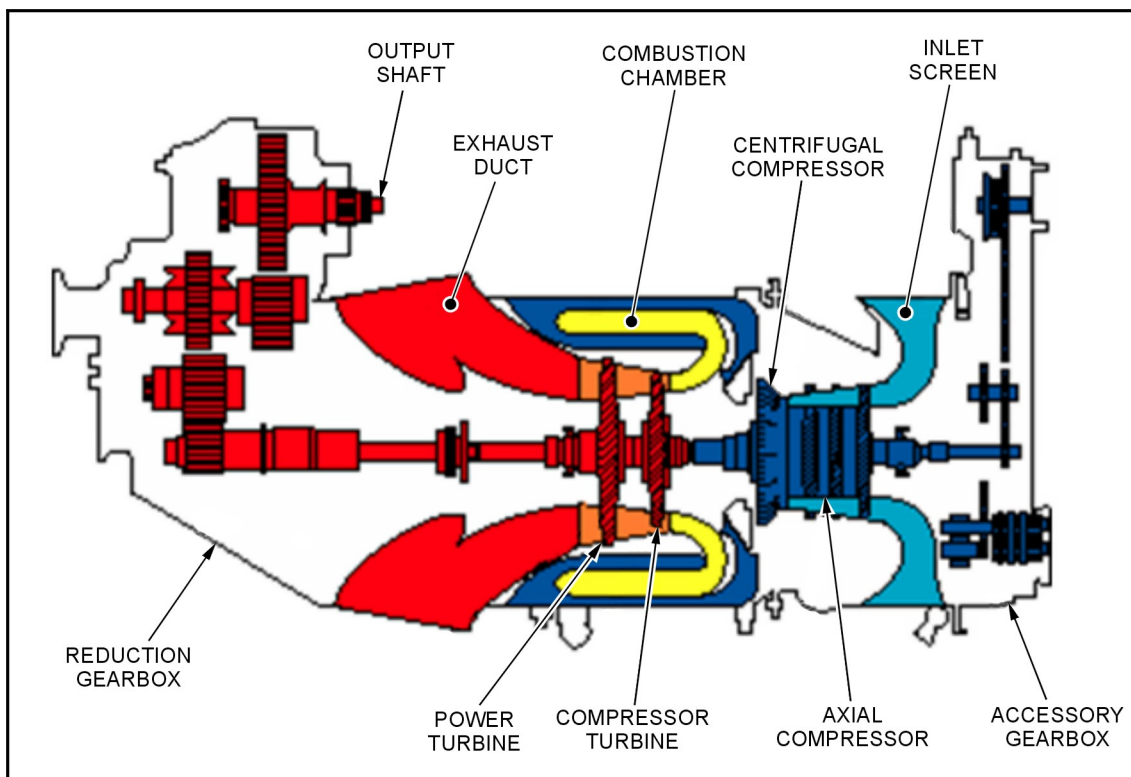 OUTPUT
SHAFT
COMBUSTION
CHAMBER
INLET
SCREEN
EXHAUST
DUCT
CENTRIFUGAL
COMPRESSOR
REDUCTION
GEARBOX
POWER
TURBINE
COMPRESSOR
TURBINE
AXIAL
COMPRESSOR
ACCESSORY
GEARBOX